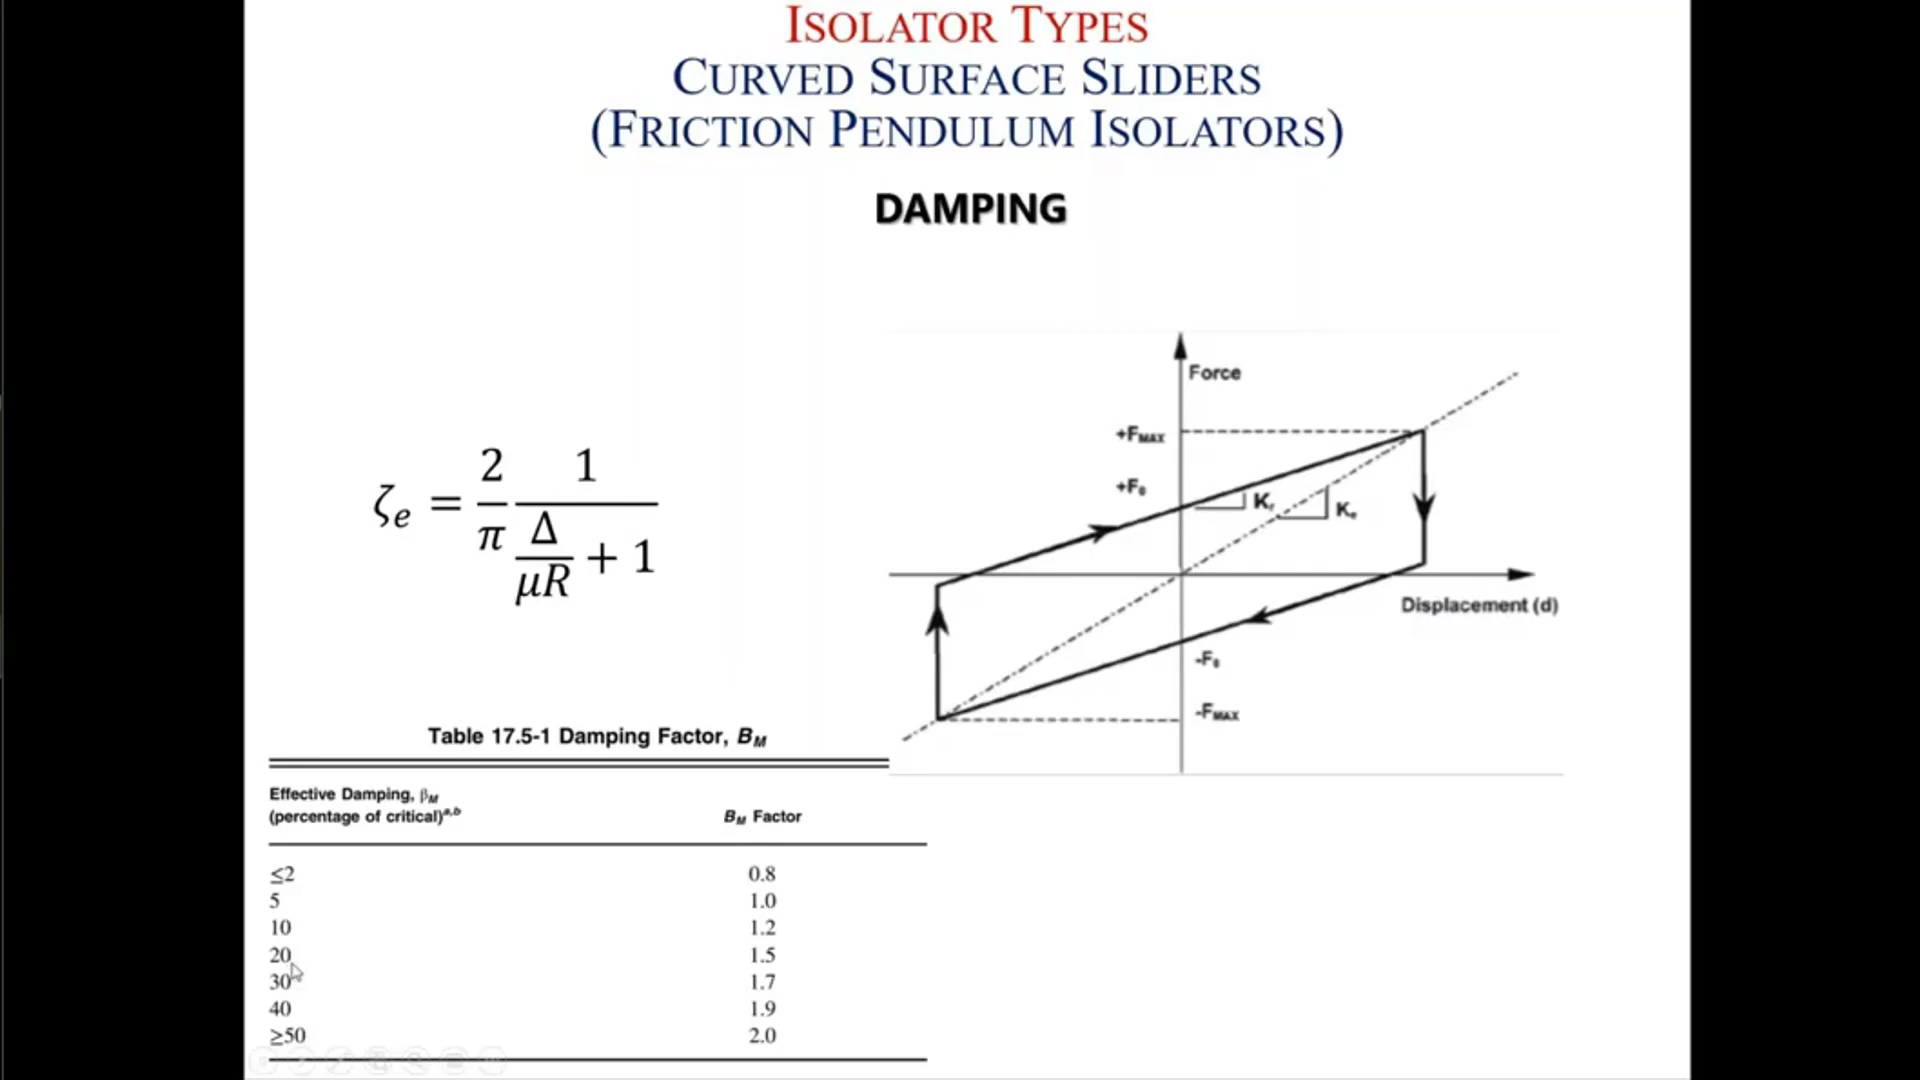 ISOLATOR TYPES
CURVED SURFACE SLIDERS
(FRICTION PENDULUM ISOLATORS)
DAMPING
ζₑ = 2/π 1/(Δ/μR + 1)
Force
+FMAX
+F₀
Kr
Kₑ
Displacement (d)
-F₀
-FMAX
Table 17.5-1 Damping Factor, BM
Effective Damping, βM
(percentage of critical)a,b BM Factor
≤2 0.8
5 1.0
10 1.2
20 1.5
30 1.7
40 1.9
≥50 2.0